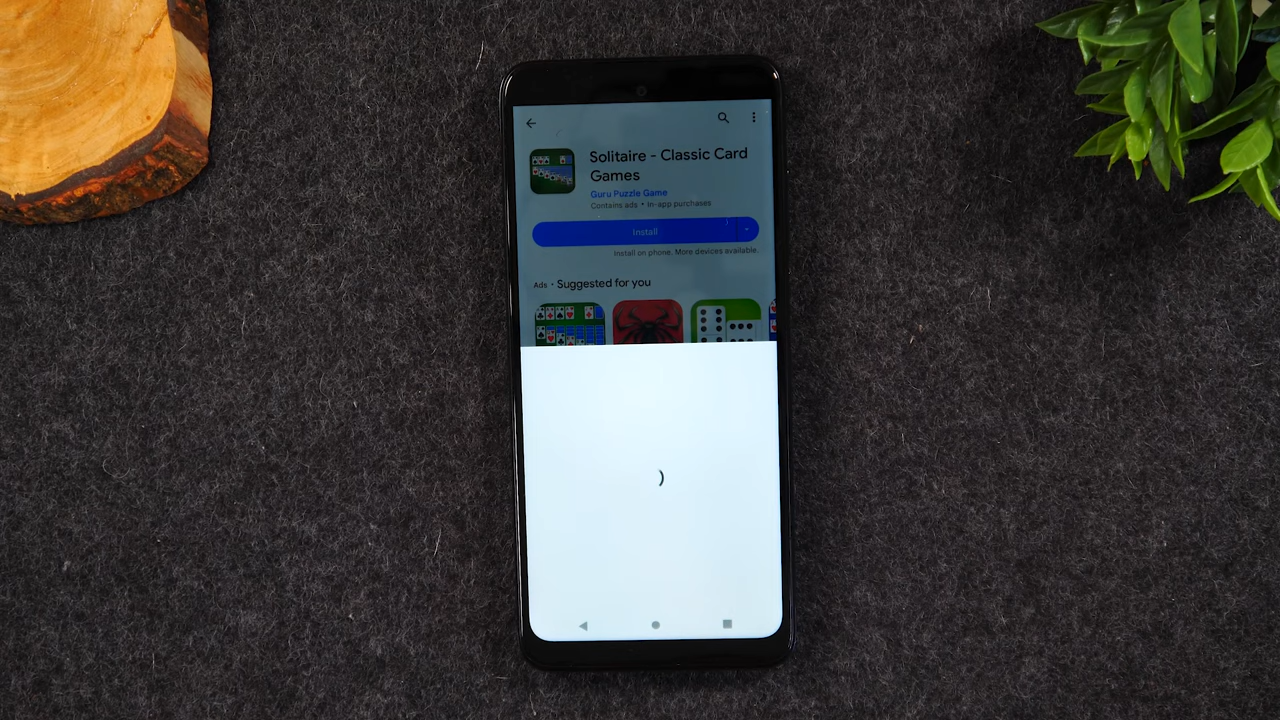 Solitaire - Classic Card
Games
Guru Puzzle Game
Contains ads • In-app purchases
Install
Install on phone. More devices available.
Ads • Suggested for you